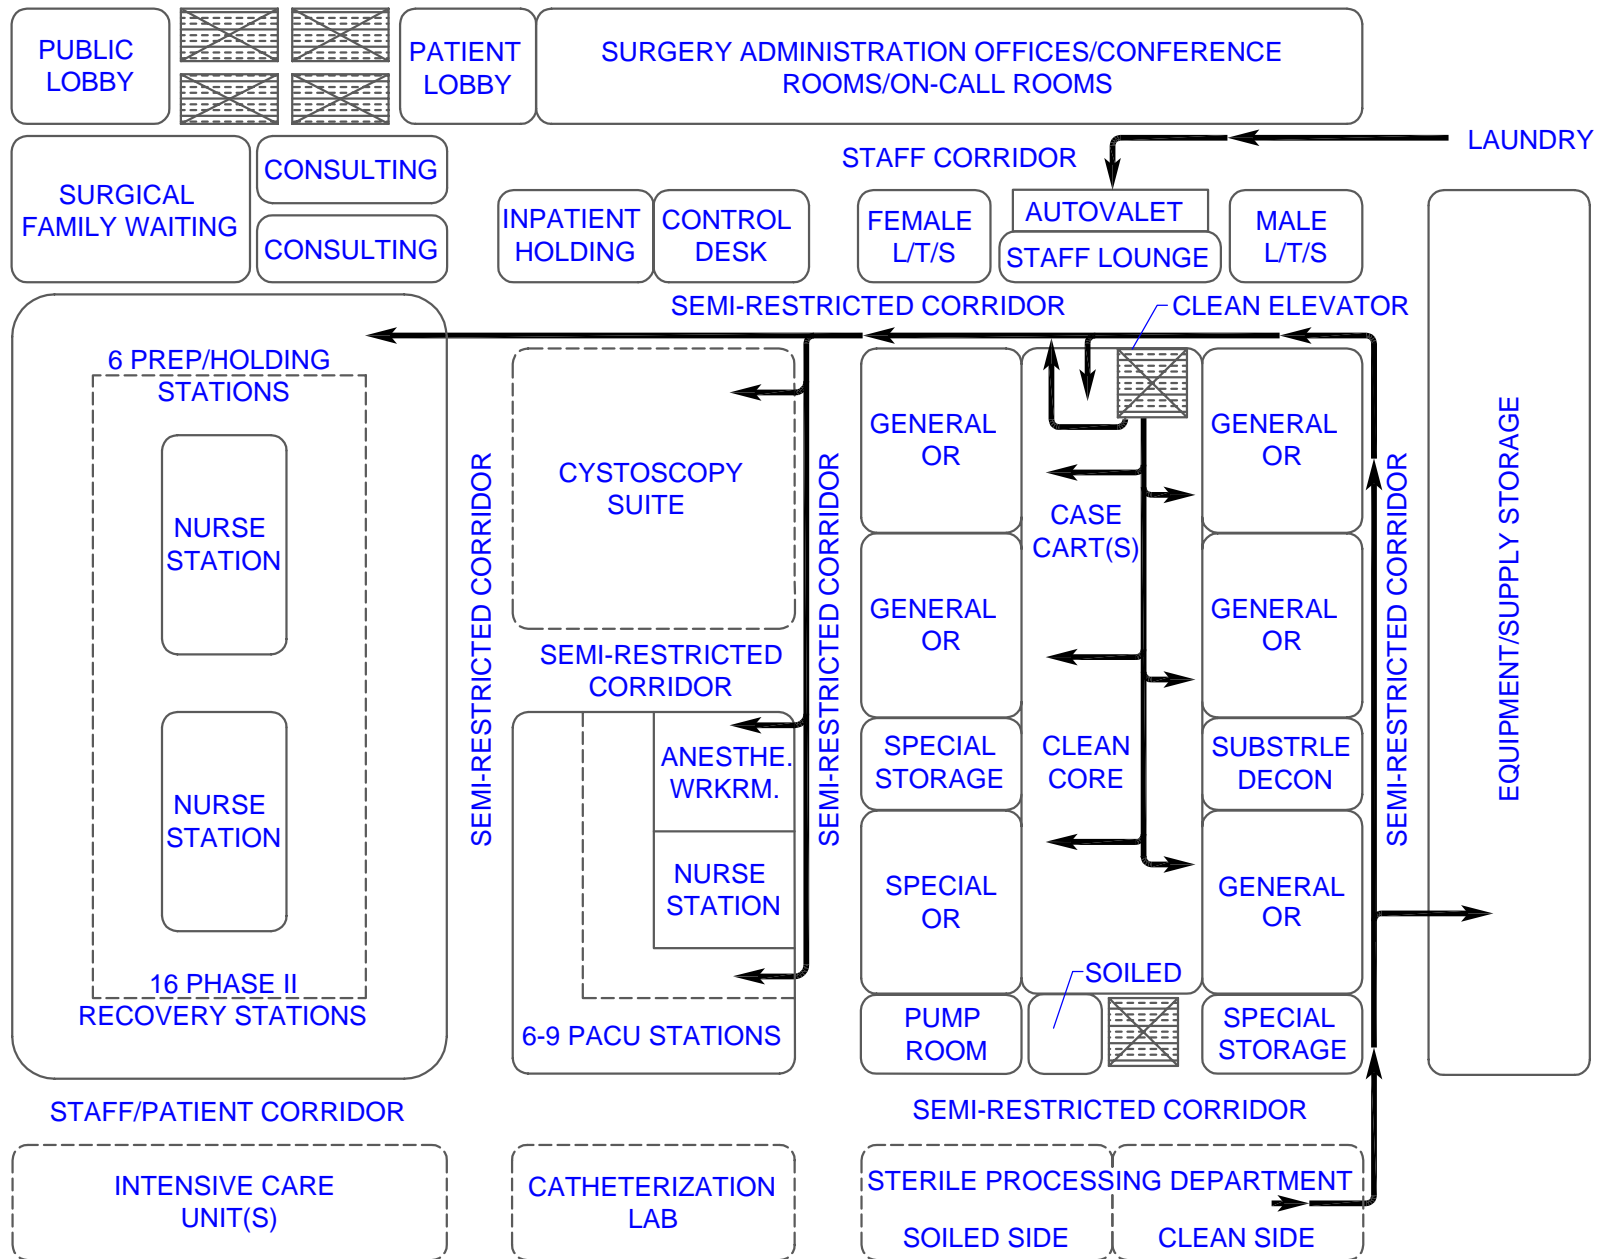 PUBLIC
LOBBY
PATIENT
LOBBY
SURGERY ADMINISTRATION OFFICES/CONFERENCE
ROOMS/ON-CALL ROOMS
LAUNDRY
STAFF CORRIDOR
SURGICAL
FAMILY WAITING
CONSULTING
CONSULTING
INPATIENT
HOLDING
CONTROL
DESK
FEMALE
L/T/S
AUTOVALET
STAFF LOUNGE
MALE
L/T/S
SEMI-RESTRICTED CORRIDOR
CLEAN ELEVATOR
6 PREP/HOLDING
STATIONS
NURSE
STATION
NURSE
STATION
16 PHASE II
RECOVERY STATIONS
SEMI-RESTRICTED CORRIDOR
CYSTOSCOPY
SUITE
SEMI-RESTRICTED
CORRIDOR
ANESTHE.
WRKRM.
NURSE
STATION
6-9 PACU STATIONS
SEMI-RESTRICTED CORRIDOR
GENERAL
OR
GENERAL
OR
SPECIAL
STORAGE
SPECIAL
OR
PUMP
ROOM
CASE
CART(S)
CLEAN
CORE
SOILED
GENERAL
OR
GENERAL
OR
SUBSTRLE
DECON
GENERAL
OR
SPECIAL
STORAGE
SEMI-RESTRICTED CORRIDOR
EQUIPMENT/SUPPLY STORAGE
STAFF/PATIENT CORRIDOR
SEMI-RESTRICTED CORRIDOR
INTENSIVE CARE
UNIT(S)
CATHETERIZATION
LAB
STERILE PROCESSING DEPARTMENT
SOILED SIDE
CLEAN SIDE